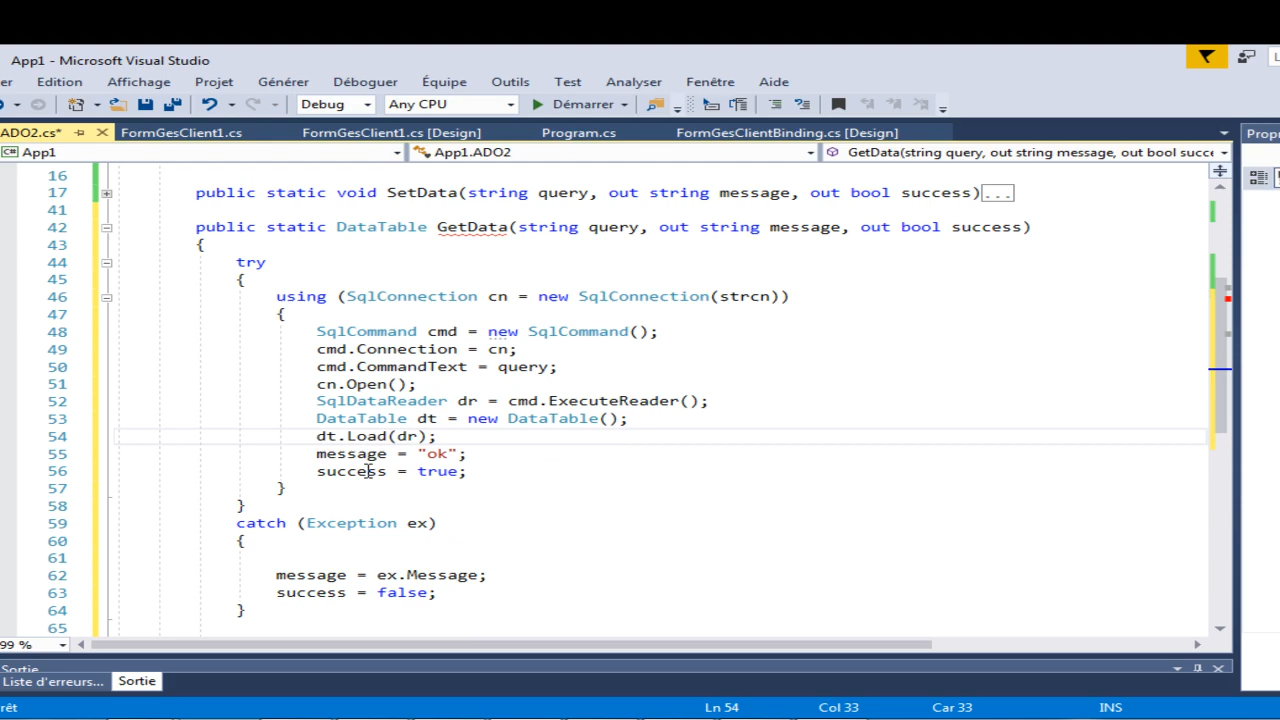 App1 - Microsoft Visual Studio
er Edition Affichage Projet Générer Déboguer Équipe Outils Test Analyser Fenêtre Aide
Debug Any CPU Démarrer
ADO2.cs* FormGesClient1.cs FormGesClient1.cs [Design] Program.cs FormGesClientBinding.cs [Design] Propri
App1 App1.ADO2 GetData(string query, out string message, out bool succe
16
17 public static void SetData(string query, out string message, out bool success)...
41
42 public static DataTable GetData(string query, out string message, out bool success)
43 {
44 try
45 {
46 using (SqlConnection cn = new SqlConnection(strcn))
47 {
48 SqlCommand cmd = new SqlCommand();
49 cmd.Connection = cn;
50 cmd.CommandText = query;
51 cn.Open();
52 SqlDataReader dr = cmd.ExecuteReader();
53 DataTable dt = new DataTable();
54 dt.Load(dr);
55 message = "ok";
56 success = true;
57 }
58 }
59 catch (Exception ex)
60 {
61
62 message = ex.Message;
63 success = false;
64 }
65
99 %
Sortie
Liste d'erreurs... Sortie
rêt Ln 54 Col 33 Car 33 INS